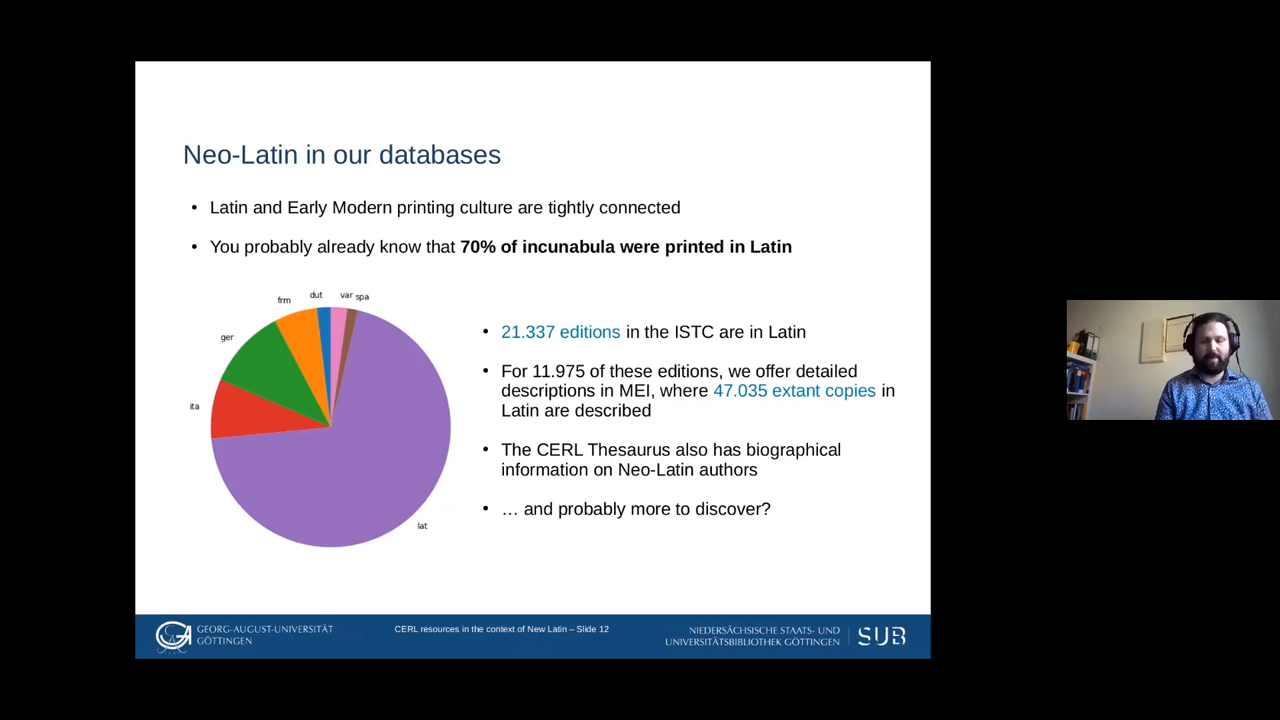 Neo-Latin in our databases
• Latin and Early Modern printing culture are tightly connected
• You probably already know that 70% of incunabula were printed in Latin
dut
var
spa
frm
ger
ita
lat
• 21.337 editions in the ISTC are in Latin
• For 11.975 of these editions, we offer detailed
descriptions in MEI, where 47.035 extant copies in
Latin are described
• The CERL Thesaurus also has biographical
information on Neo-Latin authors
• … and probably more to discover?
GEORG-AUGUST-UNIVERSITÄT
GÖTTINGEN
CERL resources in the context of New Latin – Slide 12
NIEDERSÄCHSISCHE STAATS- UND
UNIVERSITÄTSBIBLIOTHEK GÖTTINGEN
SUB